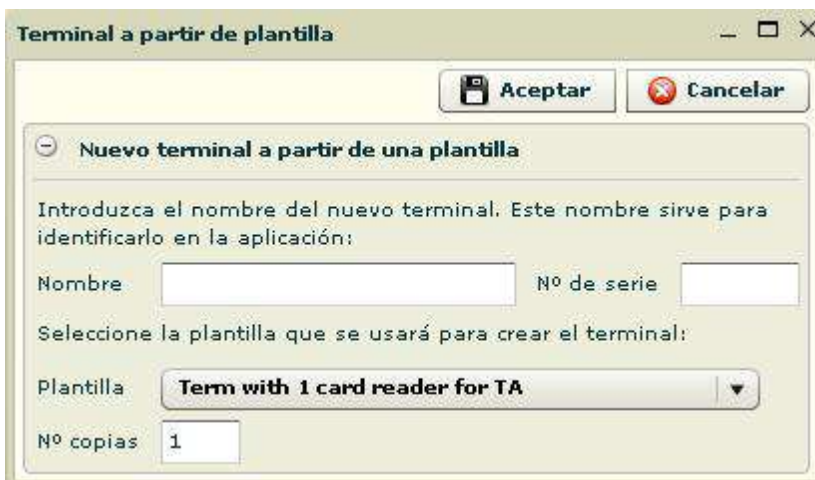 Terminal a partir de plantilla
Aceptar
Cancelar
Nuevo terminal a partir de una plantilla
Introduzca el nombre del nuevo terminal. Este nombre sirve para
identificarlo en la aplicación:
Nombre
Nº de serie
Seleccione la plantilla que se usará para crear el terminal:
Plantilla
Term with 1 card reader for TA
Nº copias
1